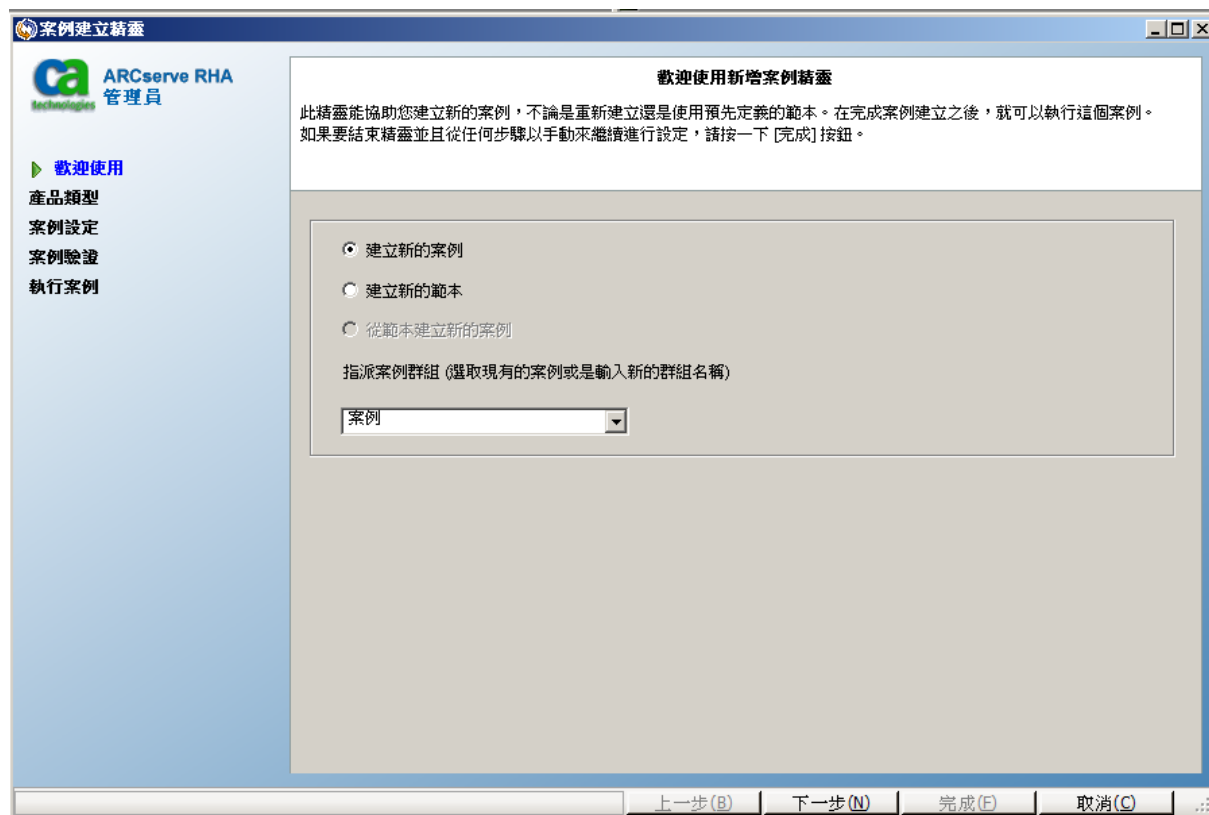 案例建立精靈
ca
technologies
ARCserve RHA
管理員
歡迎使用
產品類型
案例設定
案例驗證
執行案例
歡迎使用新增案例精靈
此精靈能協助您建立新的案例，不論是重新建立還是使用預先定義的範本。在完成案例建立之後，就可以執行這個案例。
如果要結束精靈並且從任何步驟以手動來繼續進行設定，請按一下 [完成] 按鈕。
建立新的案例
建立新的範本
從範本建立新的案例
指派案例群組 (選取現有的案例或是輸入新的群組名稱)
案例
上一步(B)
下一步(N)
完成(F)
取消(C)